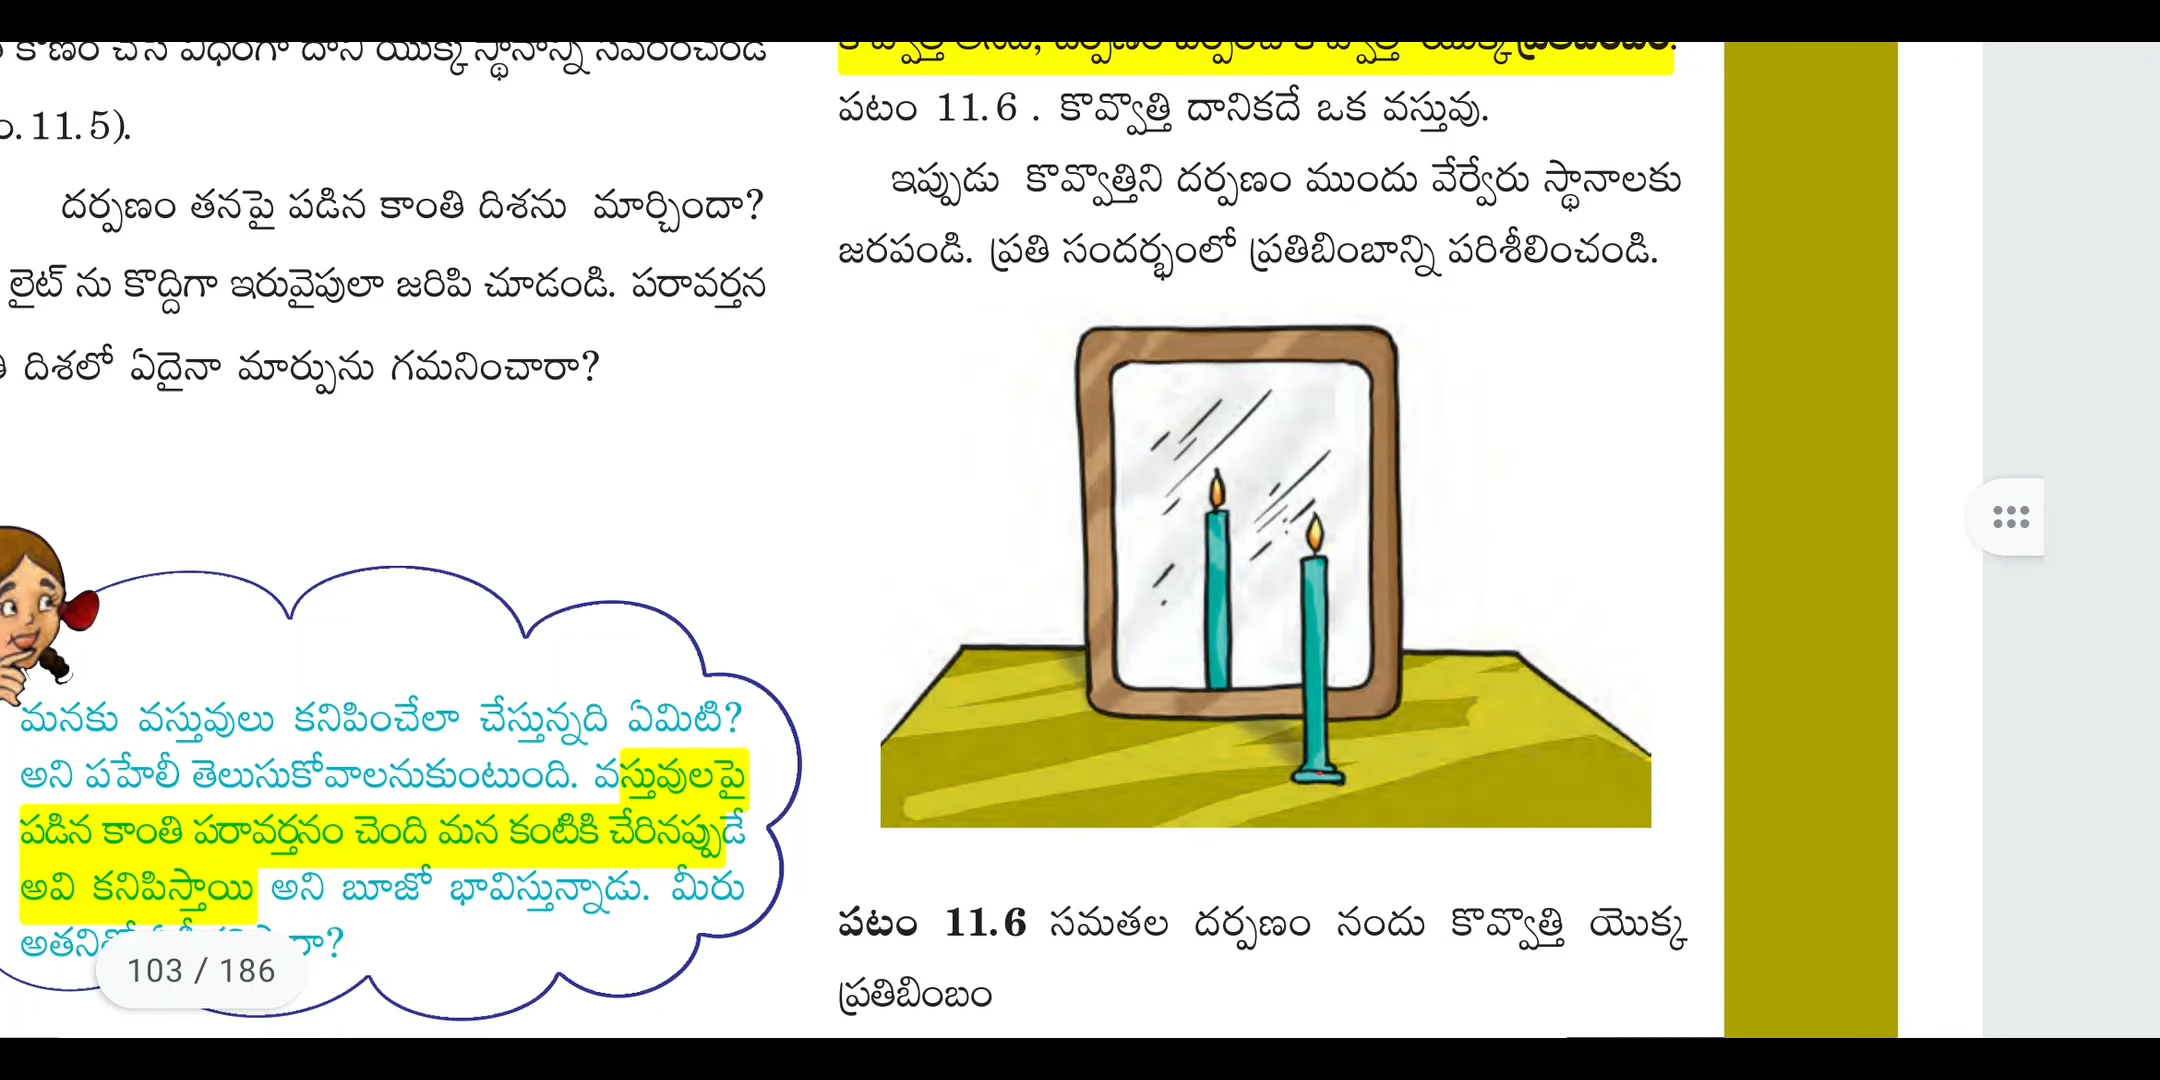 కోణం చేసే విధంగా దాని యొక్క స్థానాన్ని సవరించండి
11.5).
దర్పణం తనపై పడిన కాంతి దిశను మార్చిందా?
లైట్ ను కొద్దిగా ఇరువైపులా జరిపి చూడండి. పరావర్తన
దిశలో ఏదైనా మార్పును గమనించారా?
మనకు వస్తువులు కనిపించేలా చేస్తున్నది ఏమిటి?
అని పహేలీ తెలుసుకోవాలనుకుంటుంది. వస్తువులపై
పడిన కాంతి పరావర్తనం చెంది మన కంటికి చేరినప్పుడే
అవి కనిపిస్తాయి అని బూజో భావిస్తున్నాడు. మీరు
103 / 186
పటం 11.6 . కొవ్వొత్తి దానికదే ఒక వస్తువు.
ఇప్పుడు కొవ్వొత్తిని దర్పణం ముందు వేర్వేరు స్థానాలకు
జరపండి. ప్రతి సందర్భంలో ప్రతిబింబాన్ని పరిశీలించండి.
పటం 11.6 సమతల దర్పణం నందు కొవ్వొత్తి యొక్క
ప్రతిబింబం